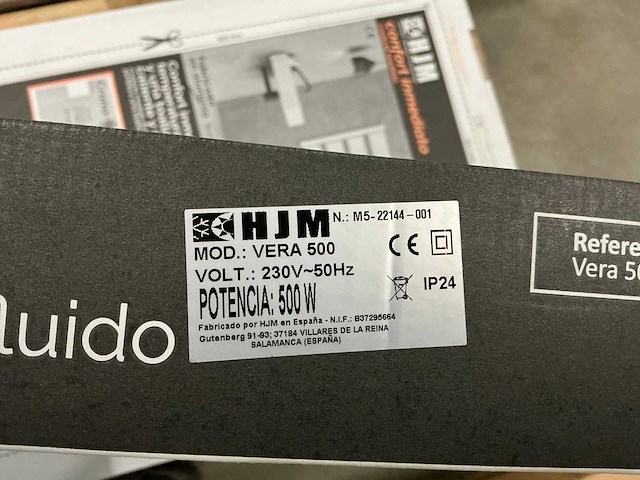 HJM
confort inmediato
HJM N.: M5-22144-001
MOD.: VERA 500
VOLT.: 230V~50Hz
POTENCIA: 500 W
IP24
Fabricado por HJM en España - N.I.F.: B37295664
Gutenberg 91-93; 37184 VILLARES DE LA REINA
SALAMANCA (ESPAÑA)
CE
luido
Refere
Vera 50